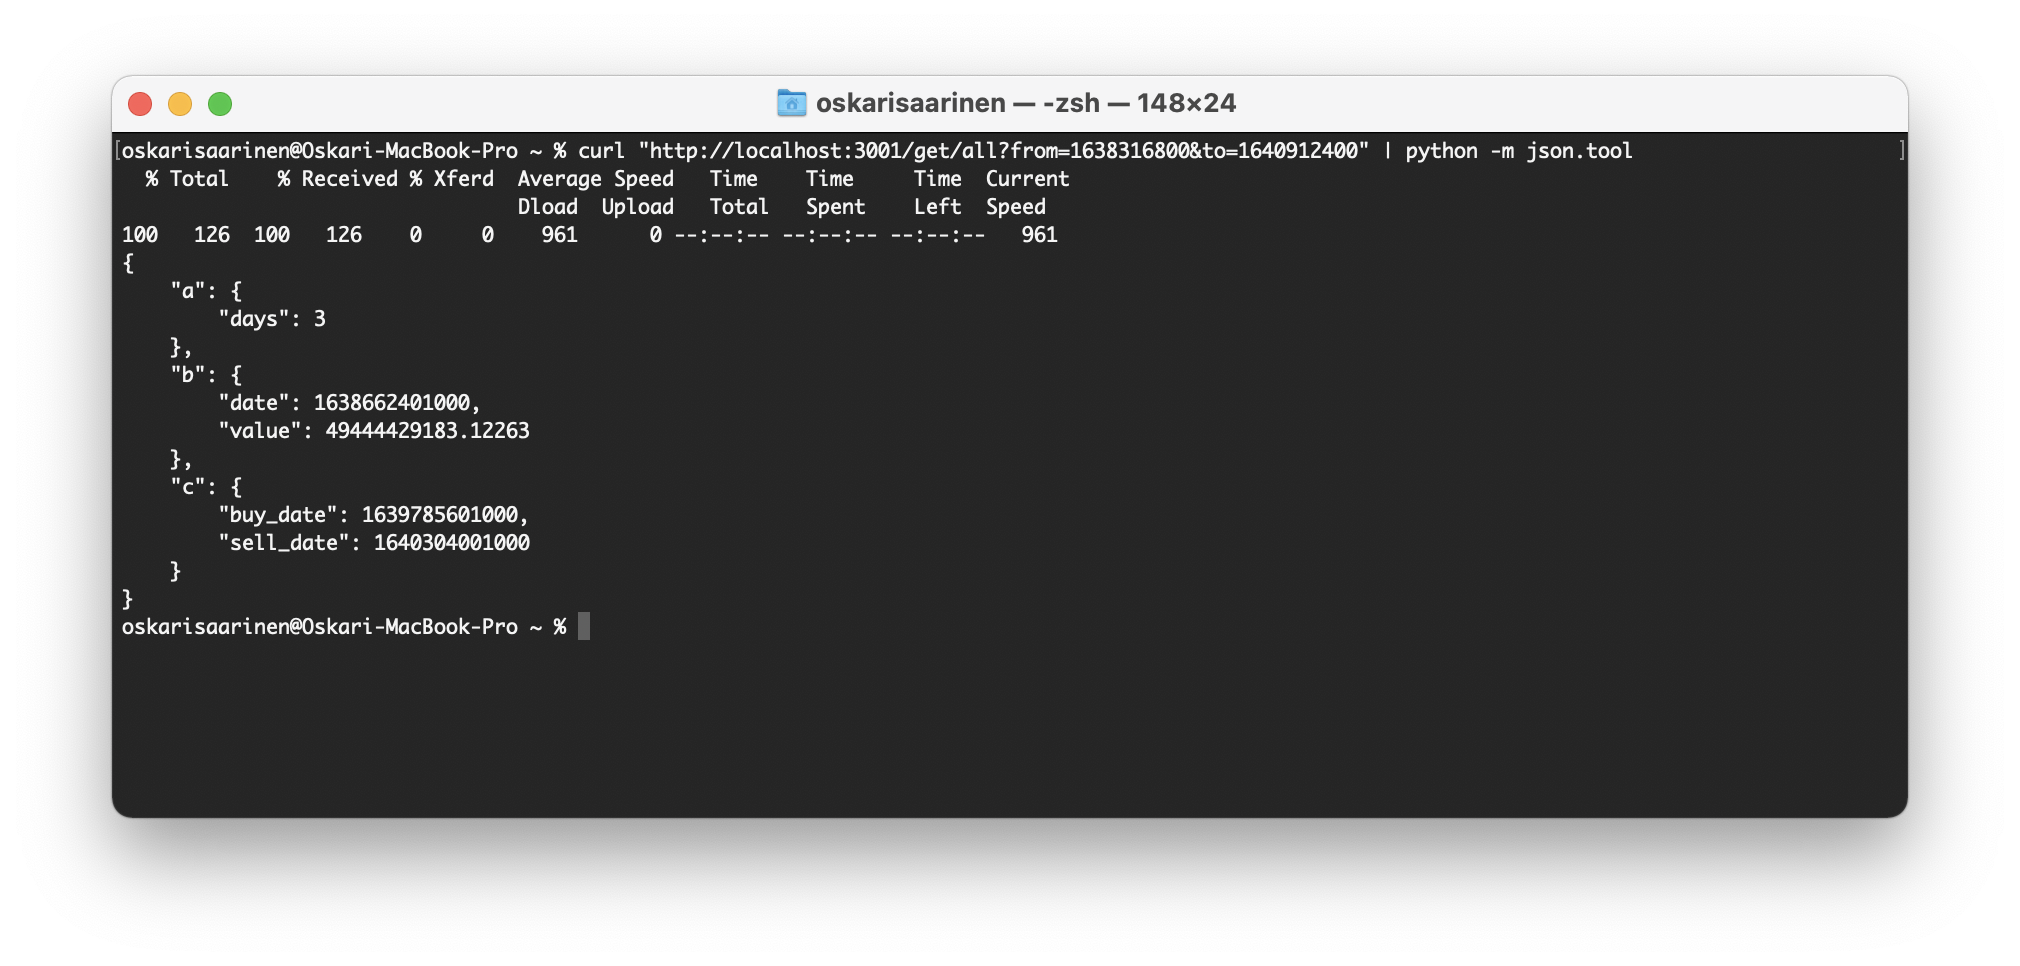 oskarisaarinen — -zsh — 148×24
[oskarisaarinen@Oskari-MacBook-Pro ~ % curl "http://localhost:3001/get/all?from=1638316800&to=1640912400" | python -m json.tool ]
  % Total    % Received % Xferd  Average Speed   Time    Time     Time  Current
                                 Dload  Upload   Total   Spent    Left  Speed
100   126  100   126    0     0    961      0 --:--:-- --:--:-- --:--:--   961
{
    "a": {
        "days": 3
    },
    "b": {
        "date": 1638662401000,
        "value": 49444429183.12263
    },
    "c": {
        "buy_date": 1639785601000,
        "sell_date": 1640304001000
    }
}
oskarisaarinen@Oskari-MacBook-Pro ~ %